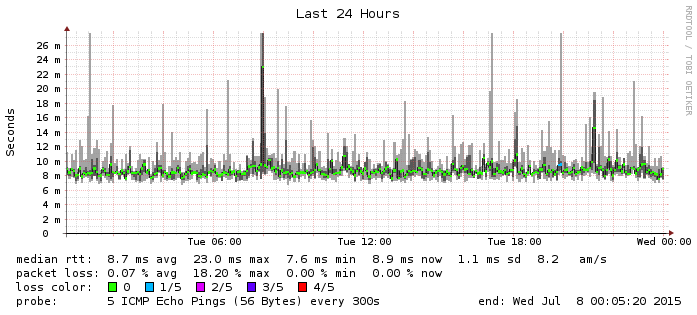 Last 24 Hours
RRDTOOL / TOBI OETIKER
Seconds
26 m
24 m
22 m
20 m
18 m
16 m
14 m
12 m
10 m
8 m
6 m
4 m
2 m
0
Tue 06:00 Tue 12:00 Tue 18:00 Wed 00:00
median rtt: 8.7 ms avg 23.0 ms max 7.6 ms min 8.9 ms now 1.1 ms sd 8.2 am/s
packet loss: 0.07 % avg 18.20 % max 0.00 % min 0.00 % now
loss color: 0 1/5 2/5 3/5 4/5
probe: 5 ICMP Echo Pings (56 Bytes) every 300s end: Wed Jul 8 00:05:20 2015